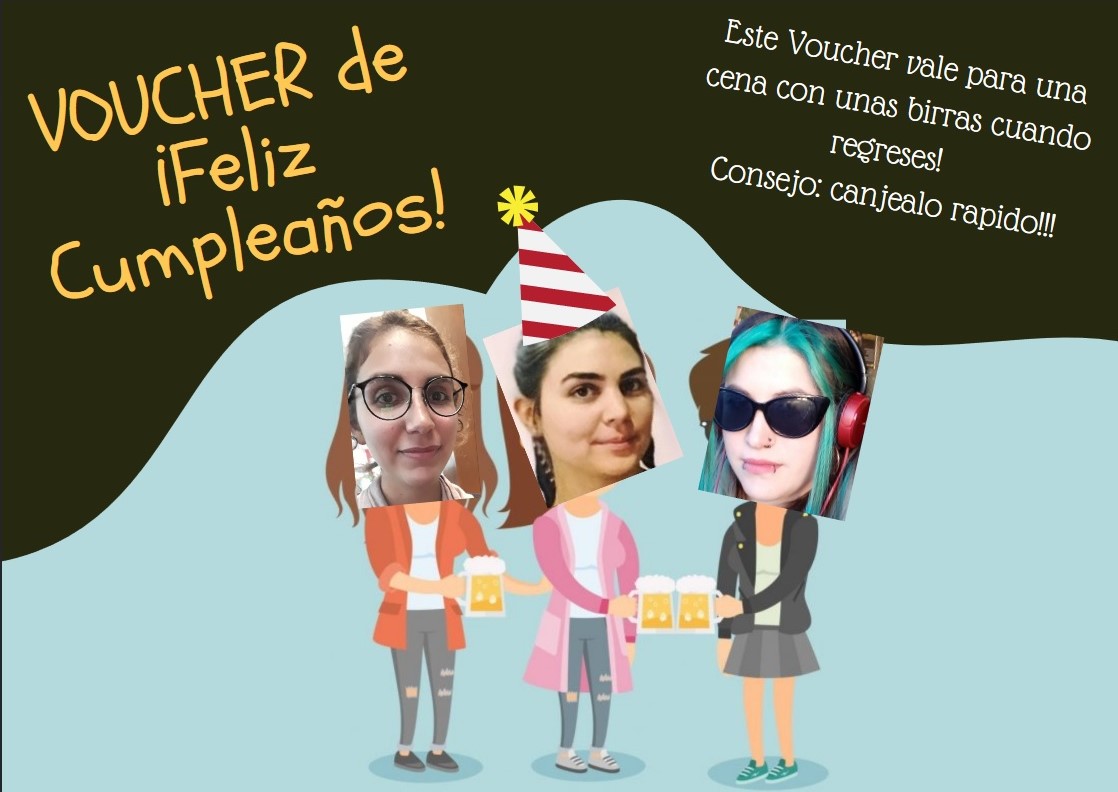 VOUCHER de
¡Feliz
Cumpleaños!
Este Voucher vale para una
cena con unas birras cuando
regreses!
Consejo: canjealo rapido!!!